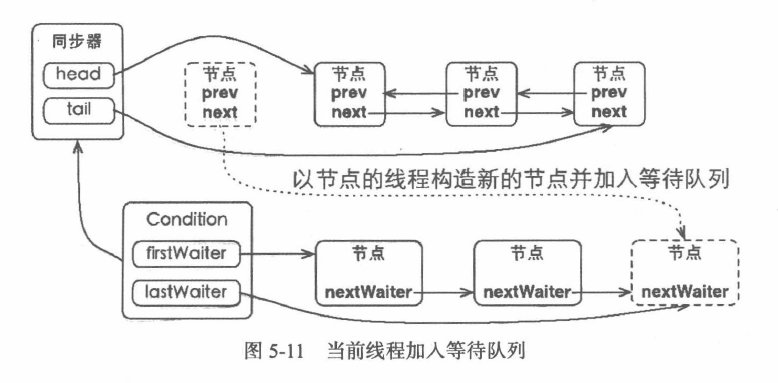 同步器
head
tail
节点
prev
next
节点
prev
next
节点
prev
next
节点
prev
next
以节点的线程构造新的节点并加入等待队列
Condition
firstWaiter
lastWaiter
节点
nextWaiter
节点
nextWaiter
节点
nextWaiter
图 5-11 当前线程加入等待队列